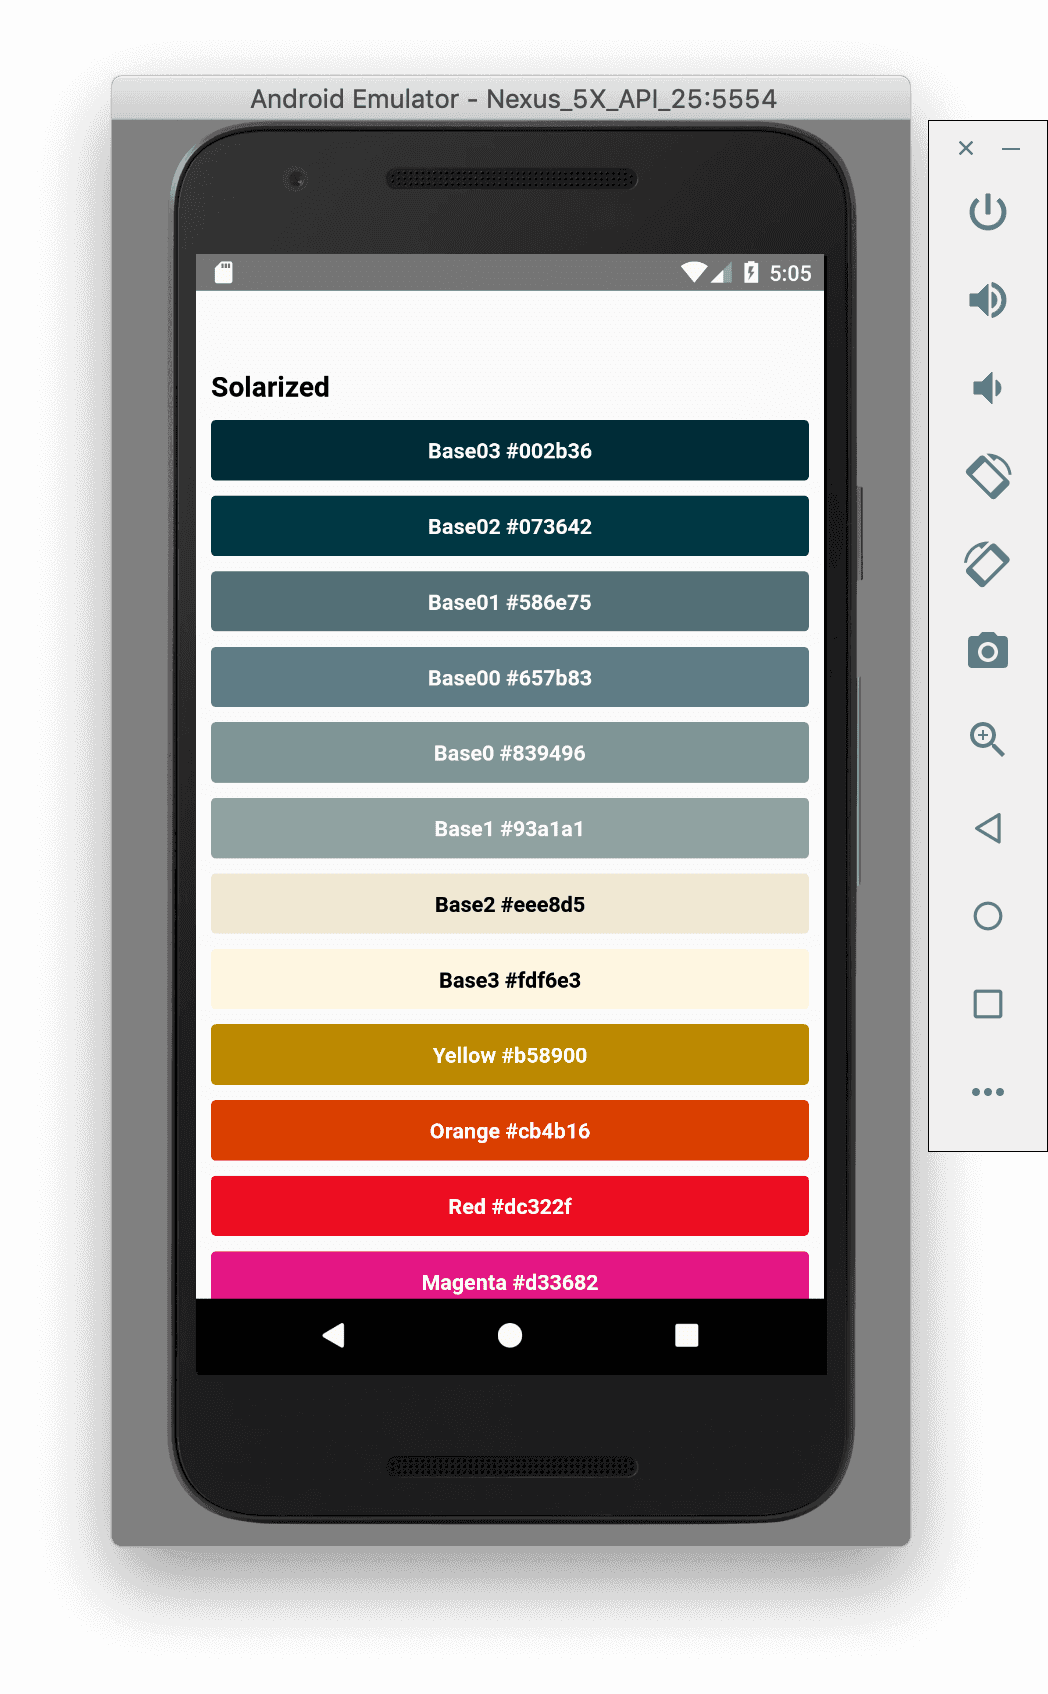 Android Emulator - Nexus_5X_API_25:5554
5:05
Solarized
Base03 #002b36
Base02 #073642
Base01 #586e75
Base00 #657b83
Base0 #839496
Base1 #93a1a1
Base2 #eee8d5
Base3 #fdf6e3
Yellow #b58900
Orange #cb4b16
Red #dc322f
Magenta #d33682